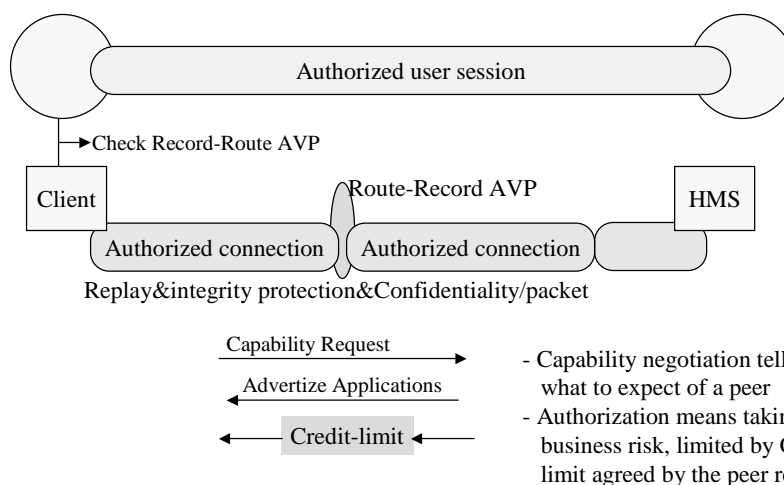 Authorized user session
Check Record-Route AVP
Client
Route-Record AVP
HMS
Authorized connection
Authorized connection
Replay&integrity protection&Confidentiality/packet
Capability Request
Advertize Applications
Credit-limit
- Capability negotiation tell
what to expect of a peer
- Authorization means
business risk, limited by
limit agreed by the peer